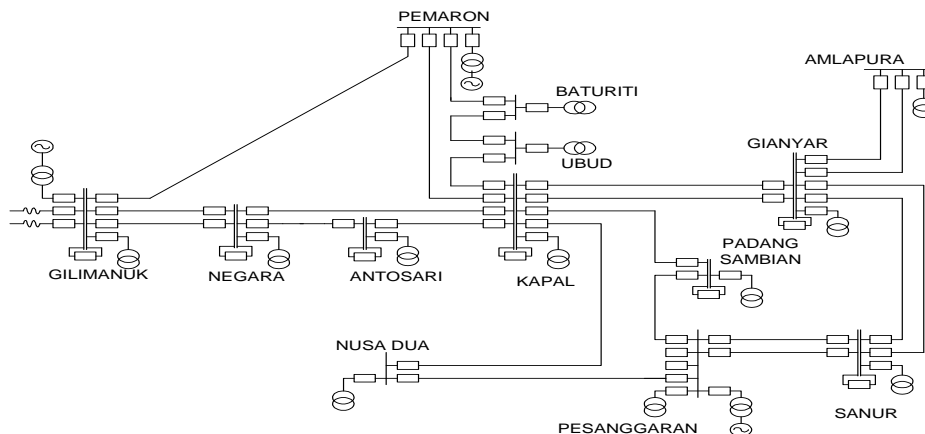 PEMARON
AMLAPURA
BATURITI
GIANYAR
UBUD
PADANG
SAMBIAN
GILIMANUK
NEGARA
ANTOSARI
KAPAL
NUSA DUA
SANUR
PESANGGARAN